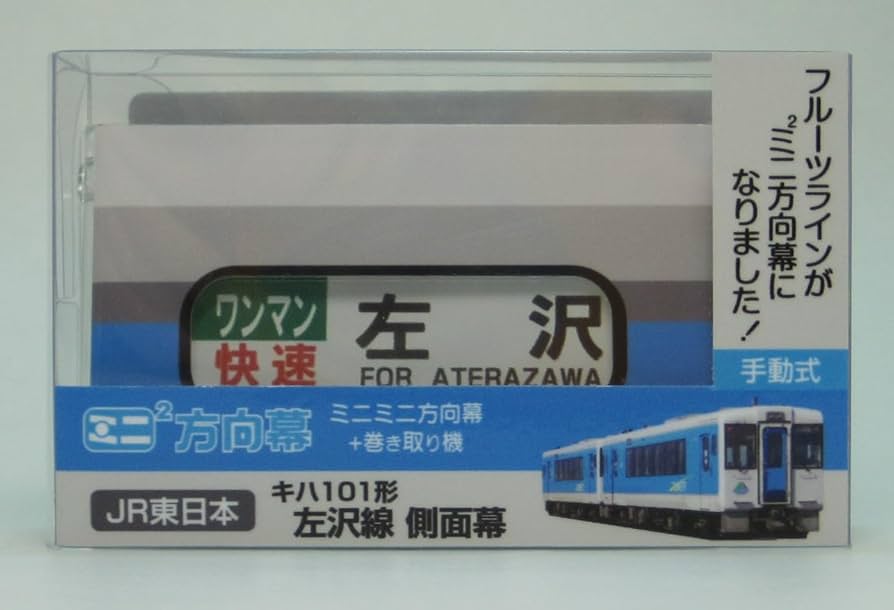 フルーツラインが
ミ²ニ方向幕に
なりました!
手動式
ワンマン
快速
左沢
FOR ATERAZAWA
ミニ²方向幕
ミニミニ方向幕
+巻き取り機
JR東日本
キハ101形
左沢線 側面幕